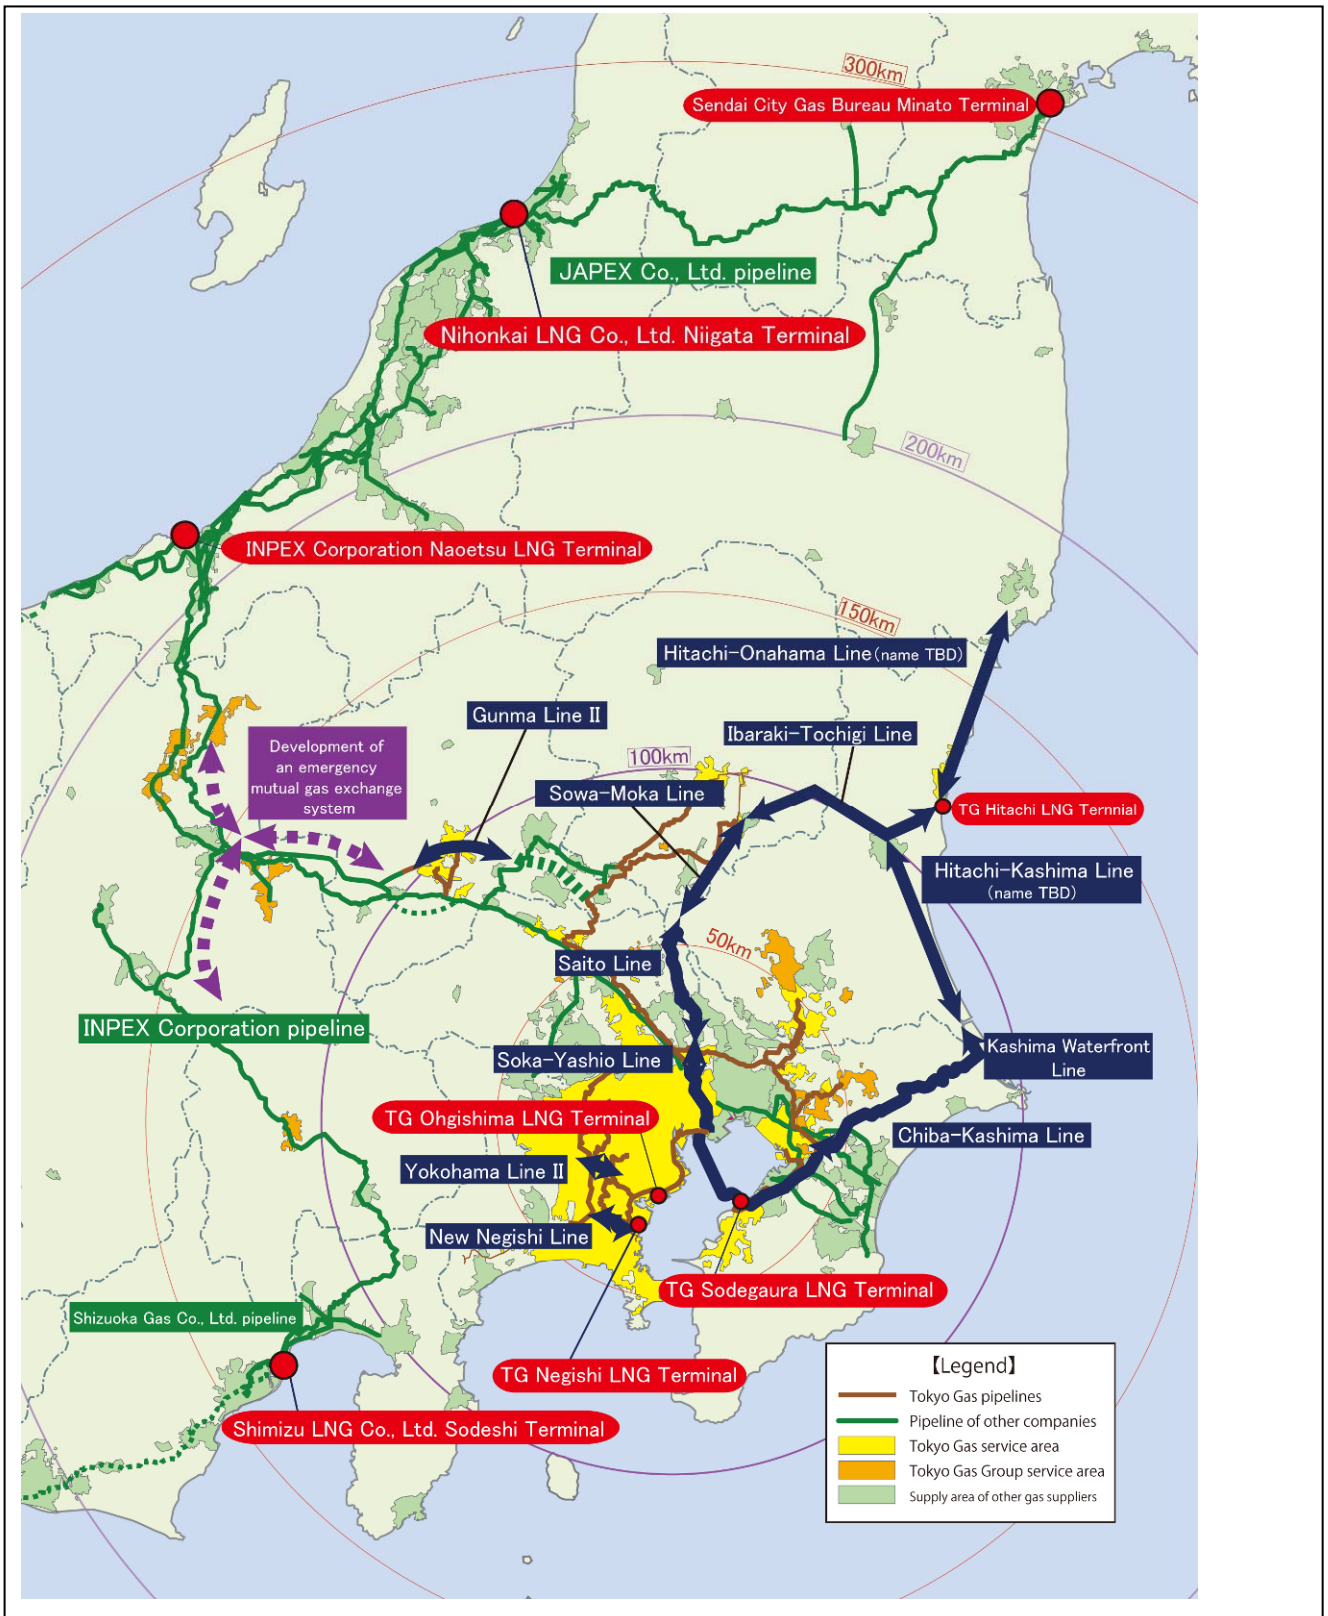 300km
Sendai City Gas Bureau Minato Terminal
JAPEX Co., Ltd. pipeline
Nihonkai LNG Co., Ltd. Niigata Terminal
200km
INPEX Corporation Naoetsu LNG Terminal
150km
Hitachi-Onahama Line (name TBD)
Gunma Line II
Ibaraki-Tochigi Line
Development of
an emergency
mutual gas exchange
system
100km
Sowa-Moka Line
TG Hitachi LNG Ternnial
Hitachi-Kashima Line
(name TBD)
50km
Saito Line
INPEX Corporation pipeline
Soka-Yashio Line
Kashima Waterfront
Line
TG Ohgishima LNG Terminal
Chiba-Kashima Line
Yokohama Line II
New Negishi Line
TG Sodegaura LNG Terminal
Shizuoka Gas Co., Ltd. pipeline
TG Negishi LNG Terminal
Shimizu LNG Co., Ltd. Sodeshi Terminal
【Legend】
Tokyo Gas pipelines
Pipeline of other companies
Tokyo Gas service area
Tokyo Gas Group service area
Supply area of other gas suppliers